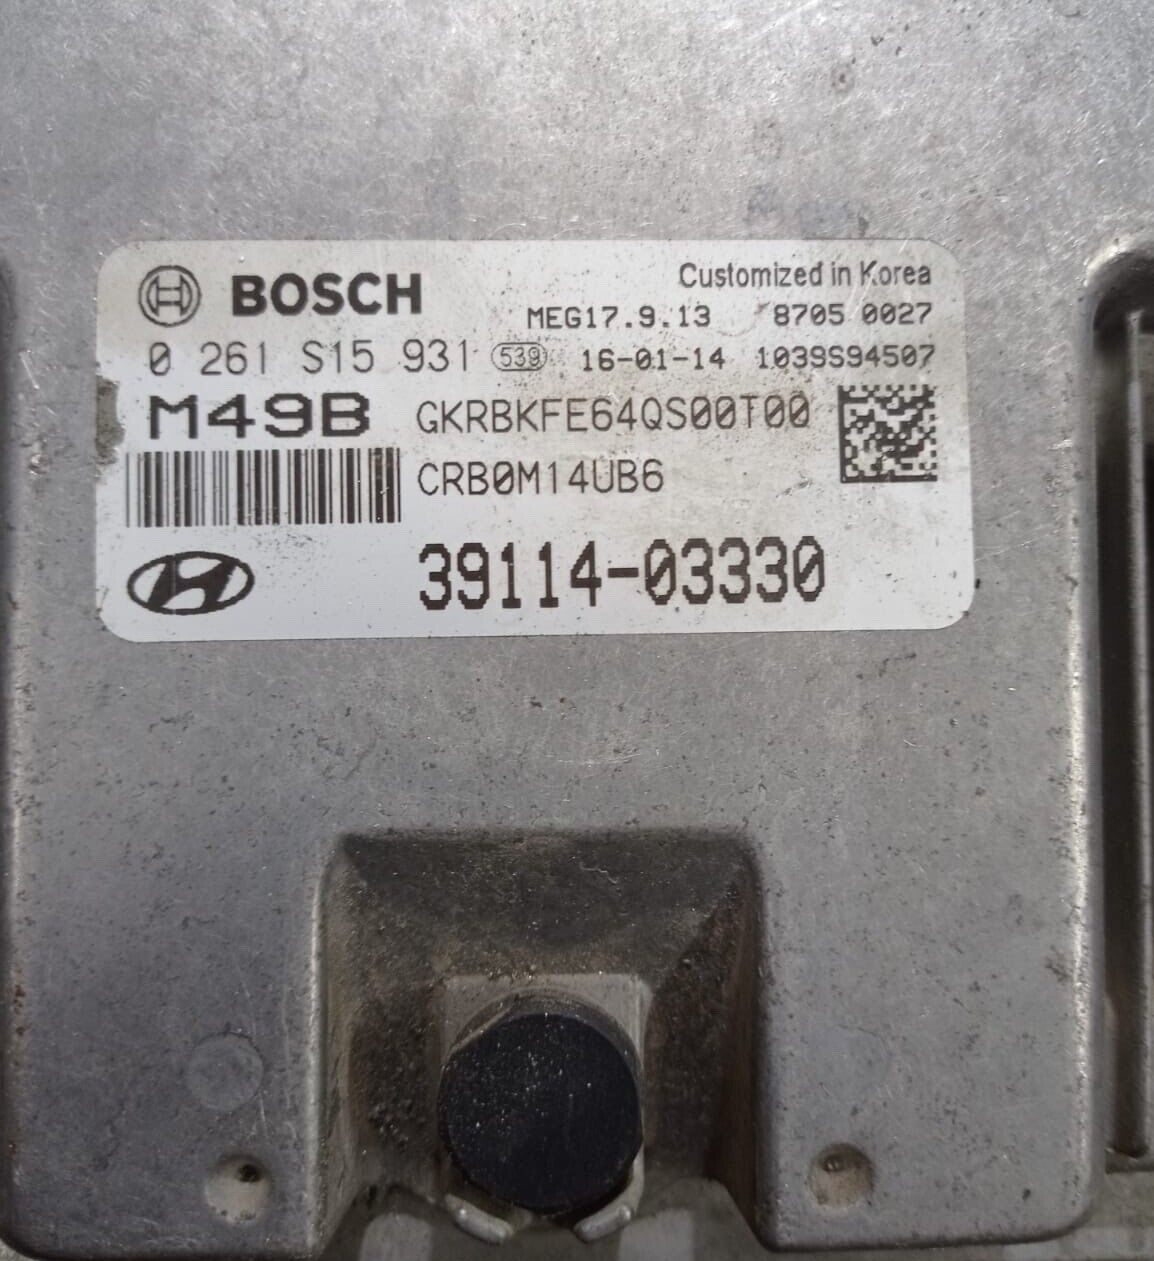 BOSCH
Customized in Korea
MEG17.9.13 8705 0027
0 261 S15 931 539 16-01-14 1039S94507
M49B GKRBKFE64QS00T00
CRB0M14UB6
39114-03330